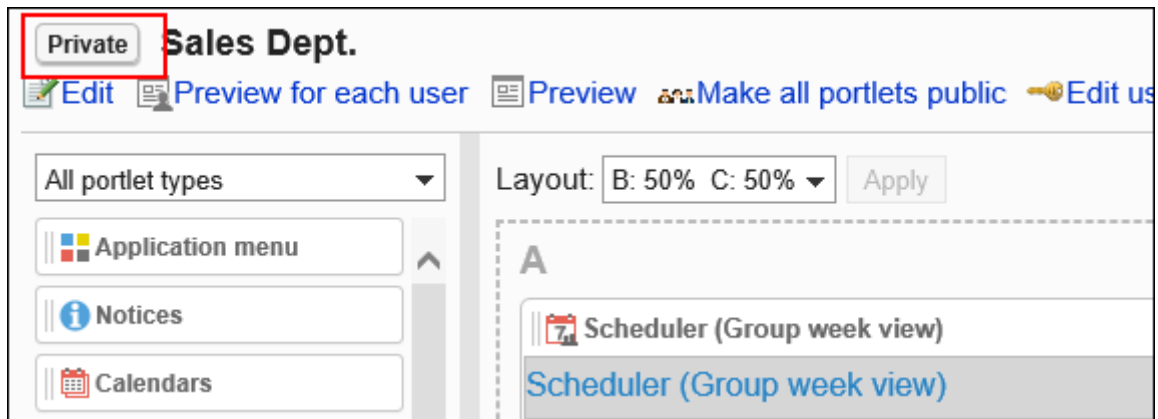 Private Sales Dept.
Edit Preview for each user Preview Make all portlets public Edit us
All portlet types
Layout: B: 50% C: 50% Apply
Application menu
A
Notices
7 Scheduler (Group week view)
Calendars
Scheduler (Group week view)